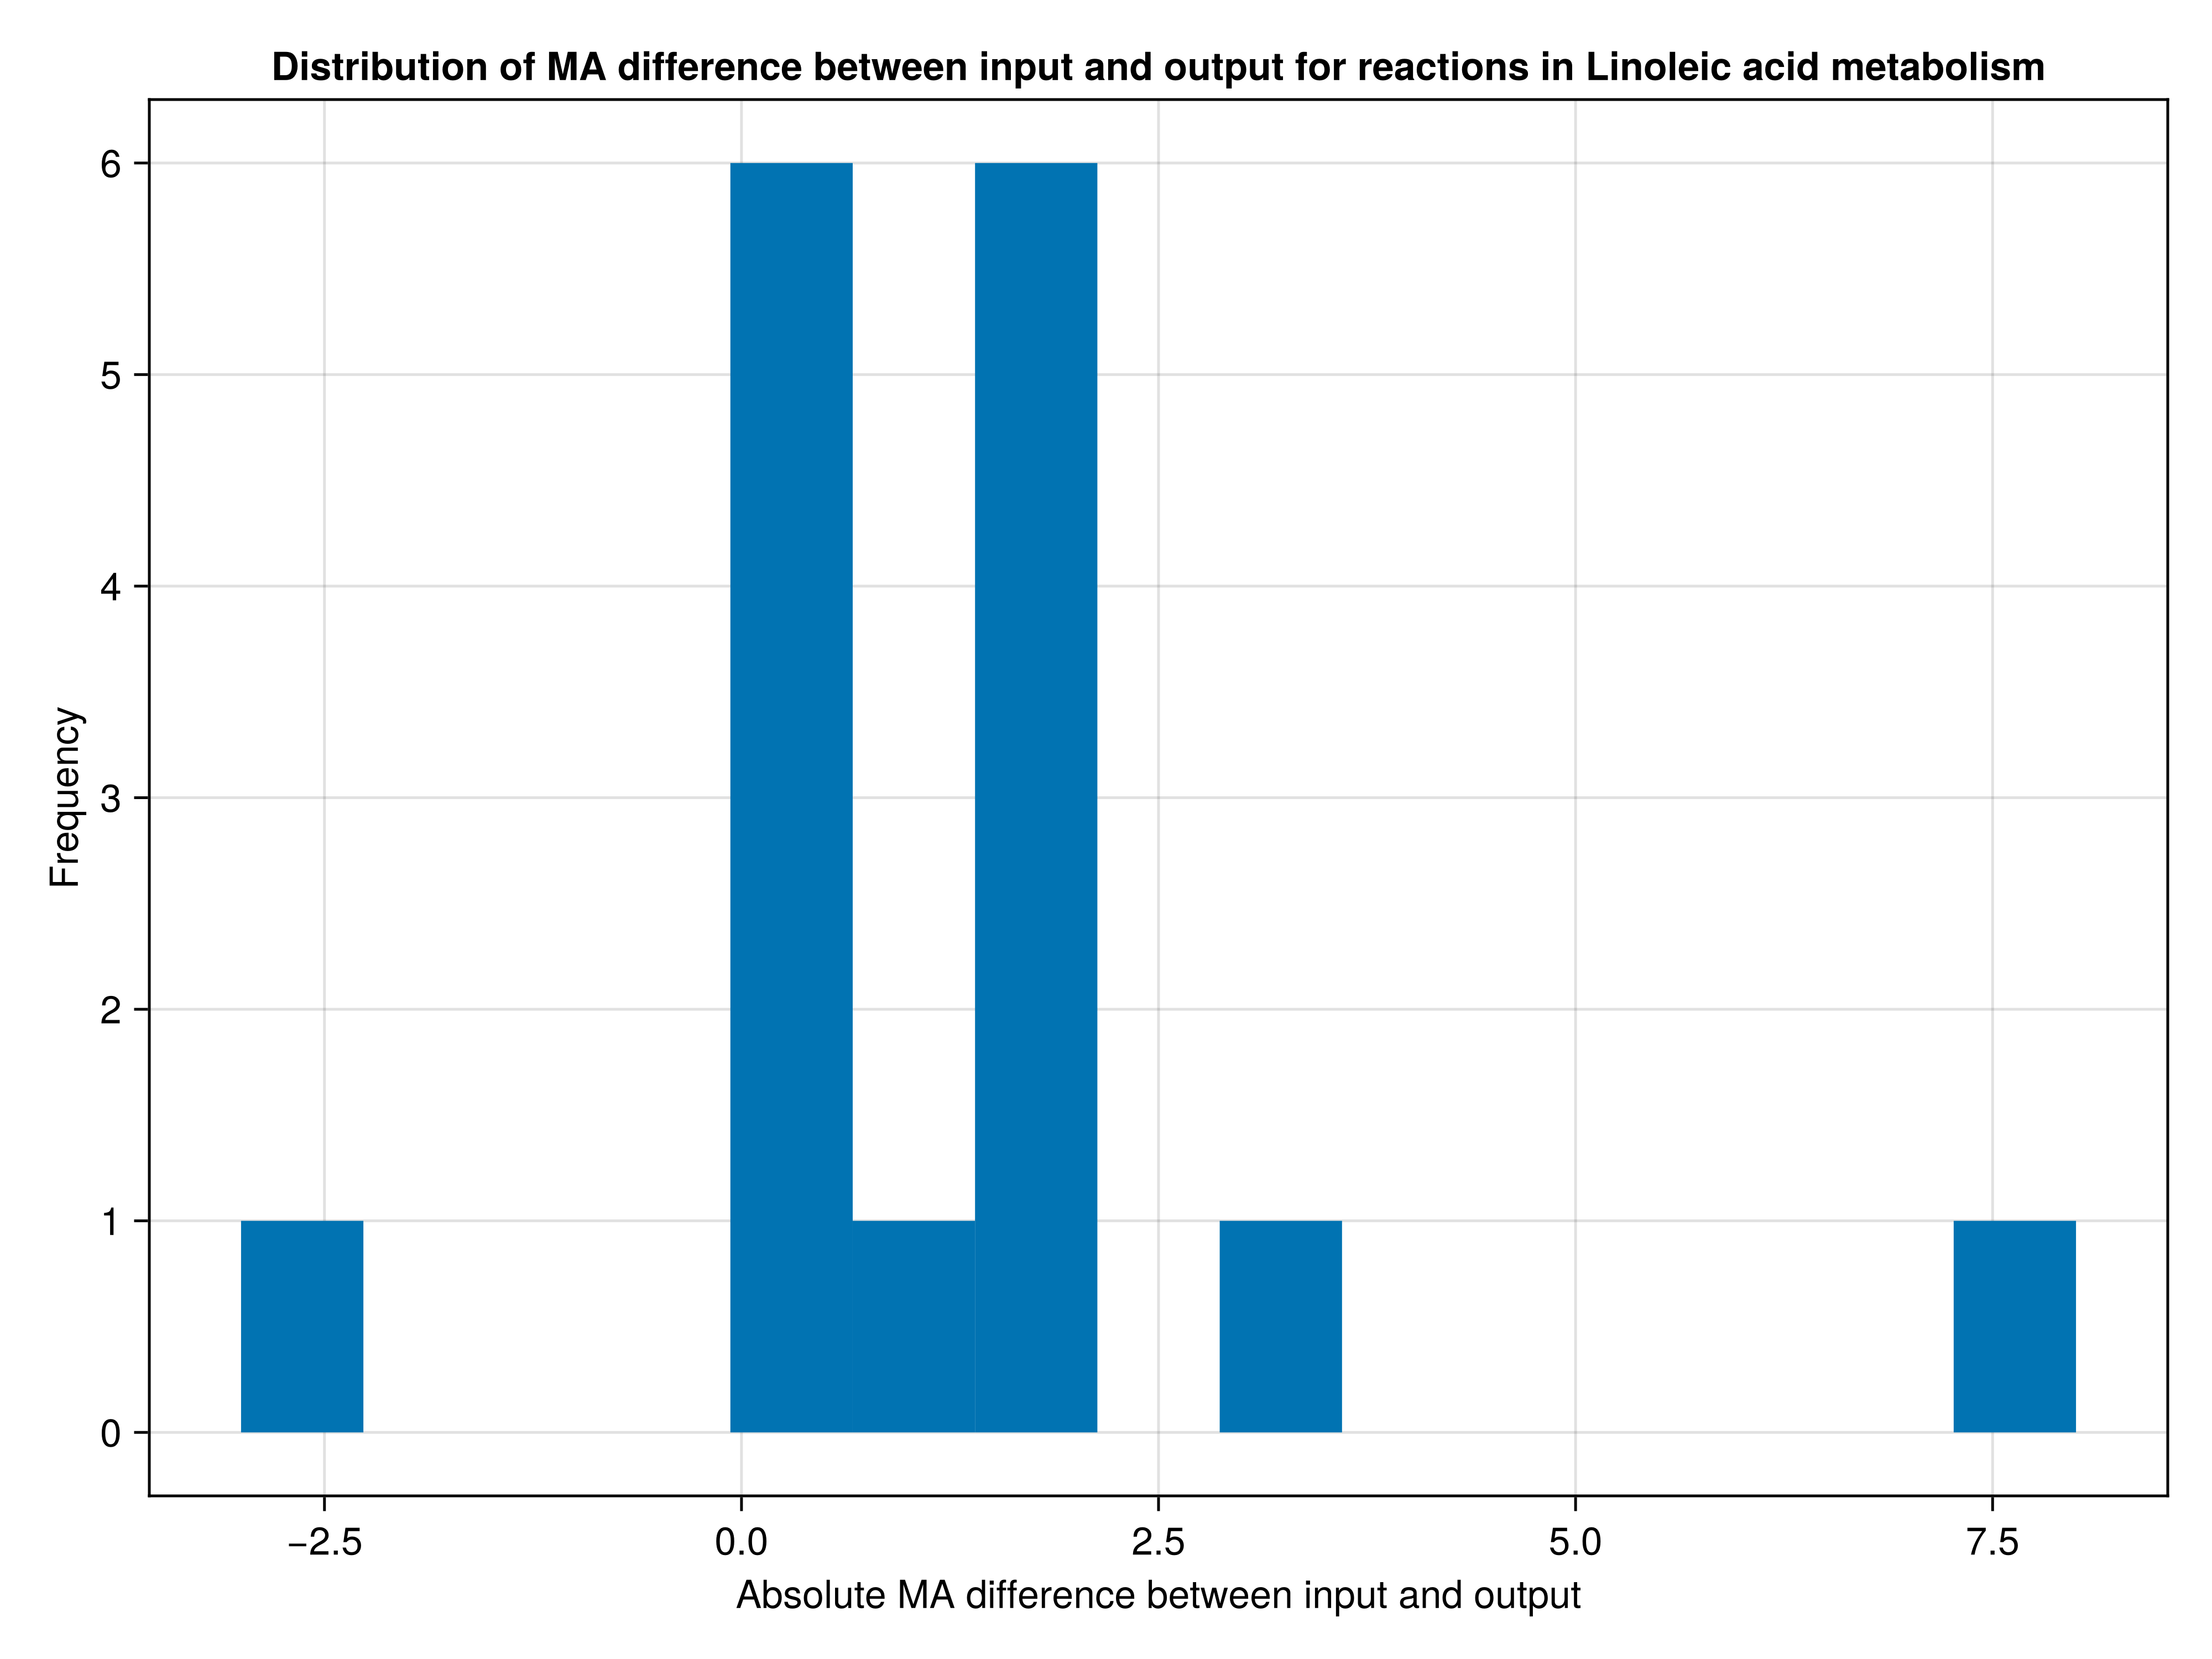 Distribution of MA difference between input and output for reactions in Linoleic acid metabolism
6
5
4
3
2
1
0
Frequency
−2.5 0.0 2.5 5.0 7.5
Absolute MA difference between input and output